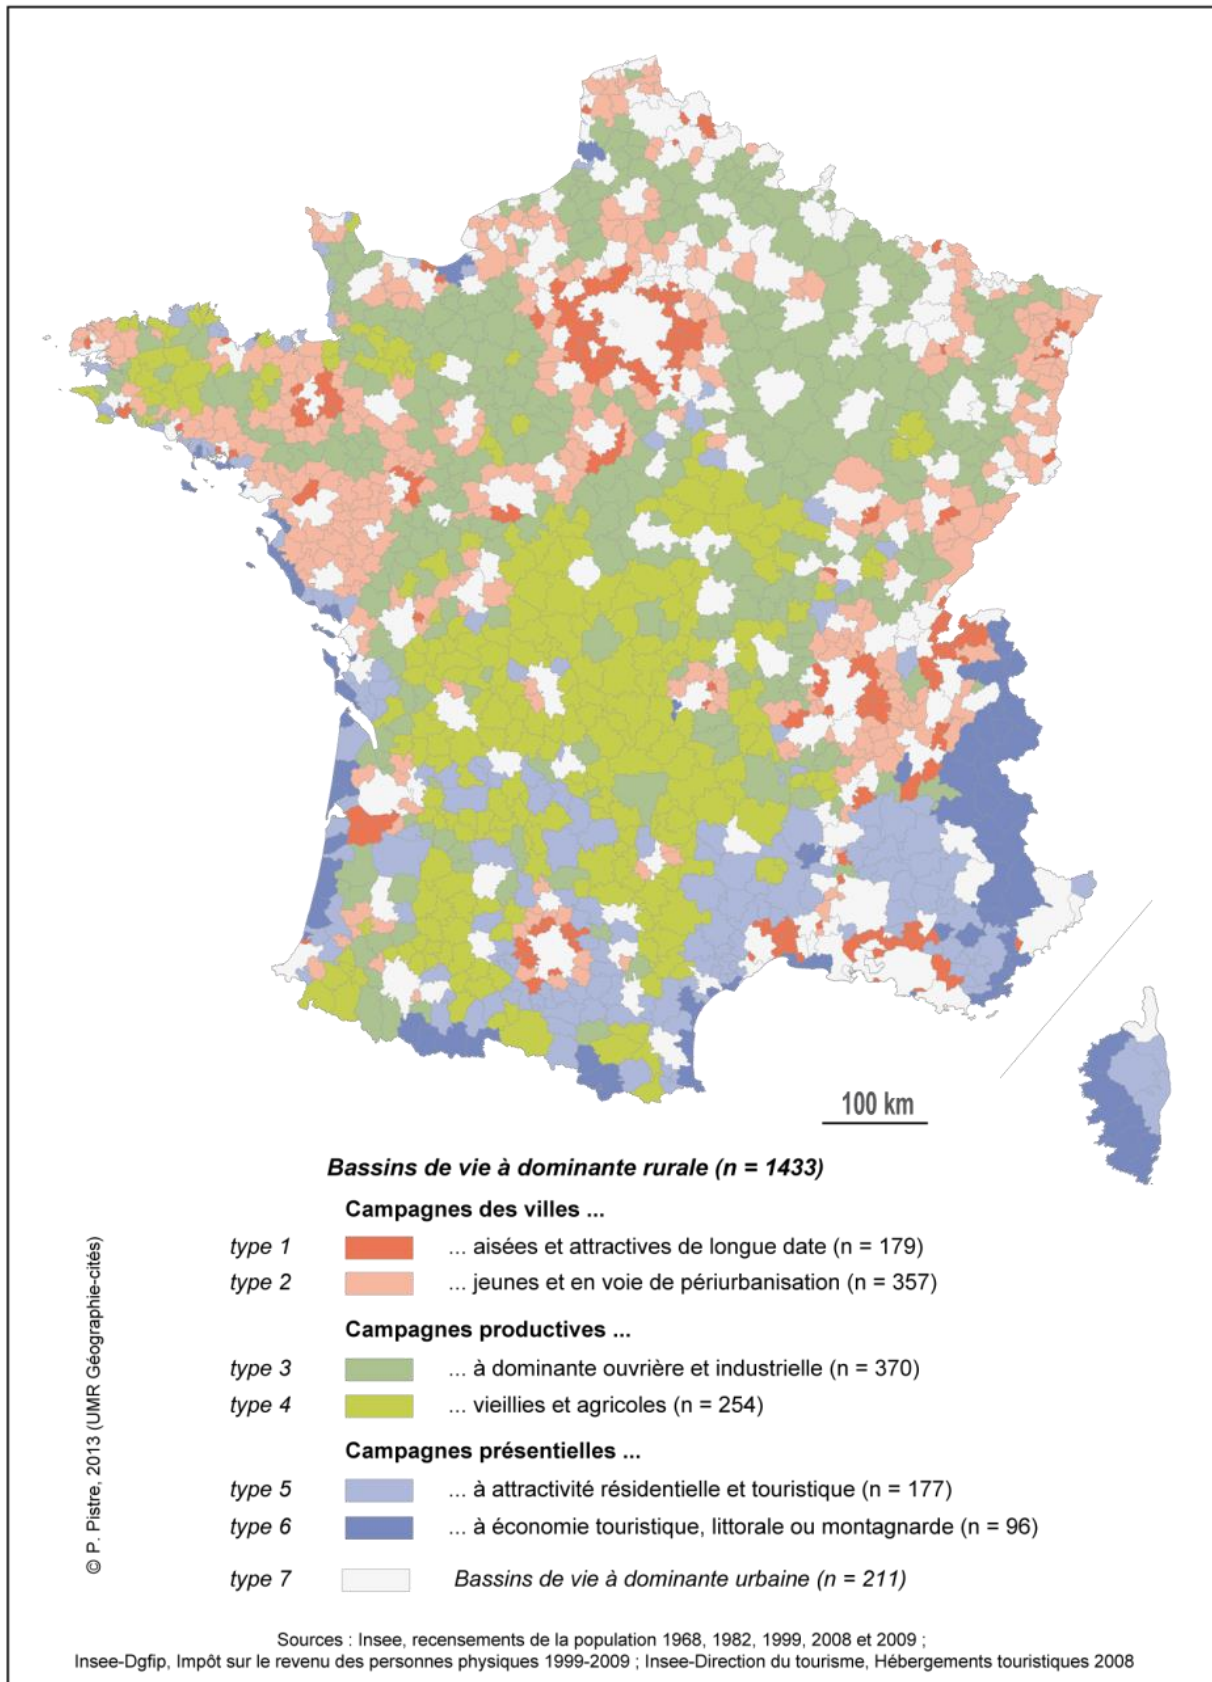 100 km
Bassins de vie à dominante rurale (n = 1433)
Campagnes des villes ...
type 1 ... aisées et attractives de longue date (n = 179)
type 2 ... jeunes et en voie de périurbanisation (n = 357)
Campagnes productives ...
type 3 ... à dominante ouvrière et industrielle (n = 370)
type 4 ... vieillies et agricoles (n = 254)
Campagnes présentielles ...
type 5 ... à attractivité résidentielle et touristique (n = 177)
type 6 ... à économie touristique, littorale ou montagnarde (n = 96)
type 7 Bassins de vie à dominante urbaine (n = 211)
© P. Pistre, 2013 (UMR Géographie-cités)
Sources : Insee, recensements de la population 1968, 1982, 1999, 2008 et 2009 ;
Insee-Dgfip, Impôt sur le revenu des personnes physiques 1999-2009 ; Insee-Direction du tourisme, Hébergements touristiques 2008